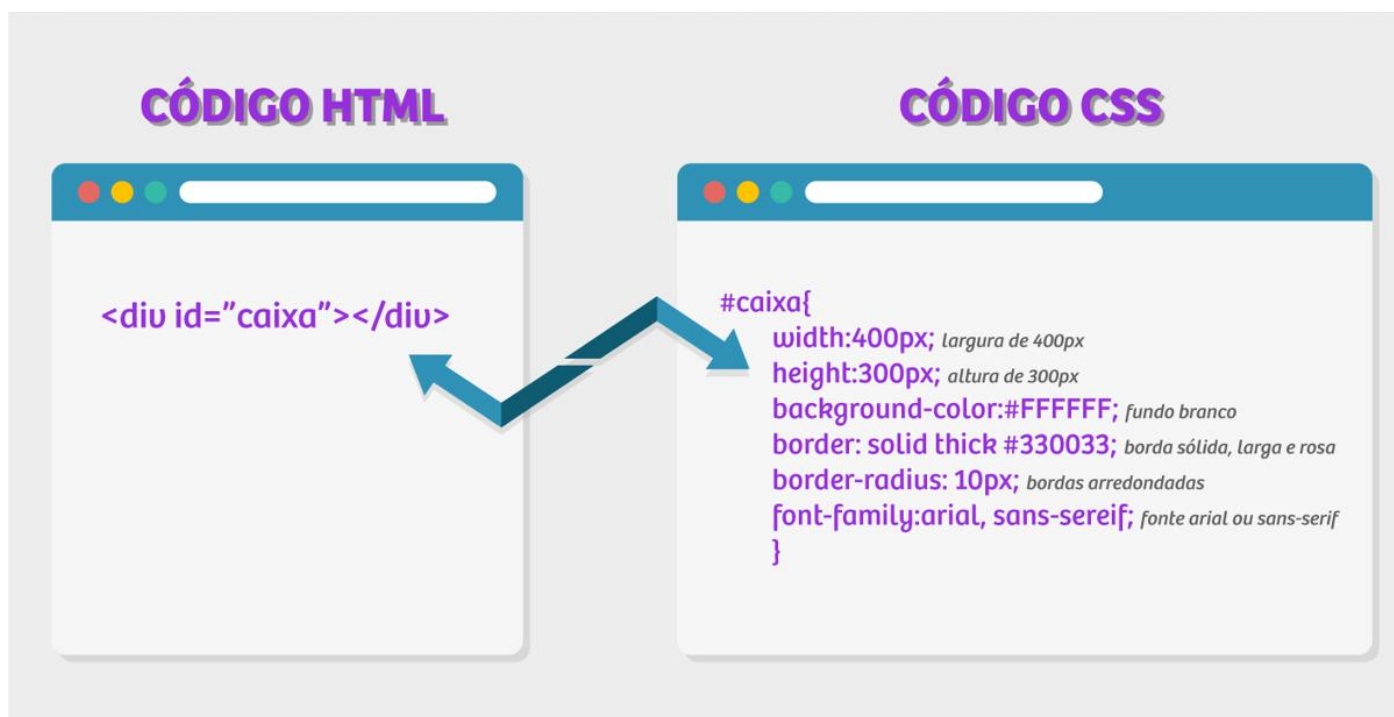 CÓDIGO HTML
<div id="caixa"></div>
CÓDIGO CSS
#caixa{
width:400px; largura de 400px
height:300px; altura de 300px
background-color:#FFFFFF; fundo branco
border: solid thick #330033; borda sólida, larga e rosa
border-radius: 10px; bordas arredondadas
font-family:arial, sans-sereif; fonte arial ou sans-serif
}